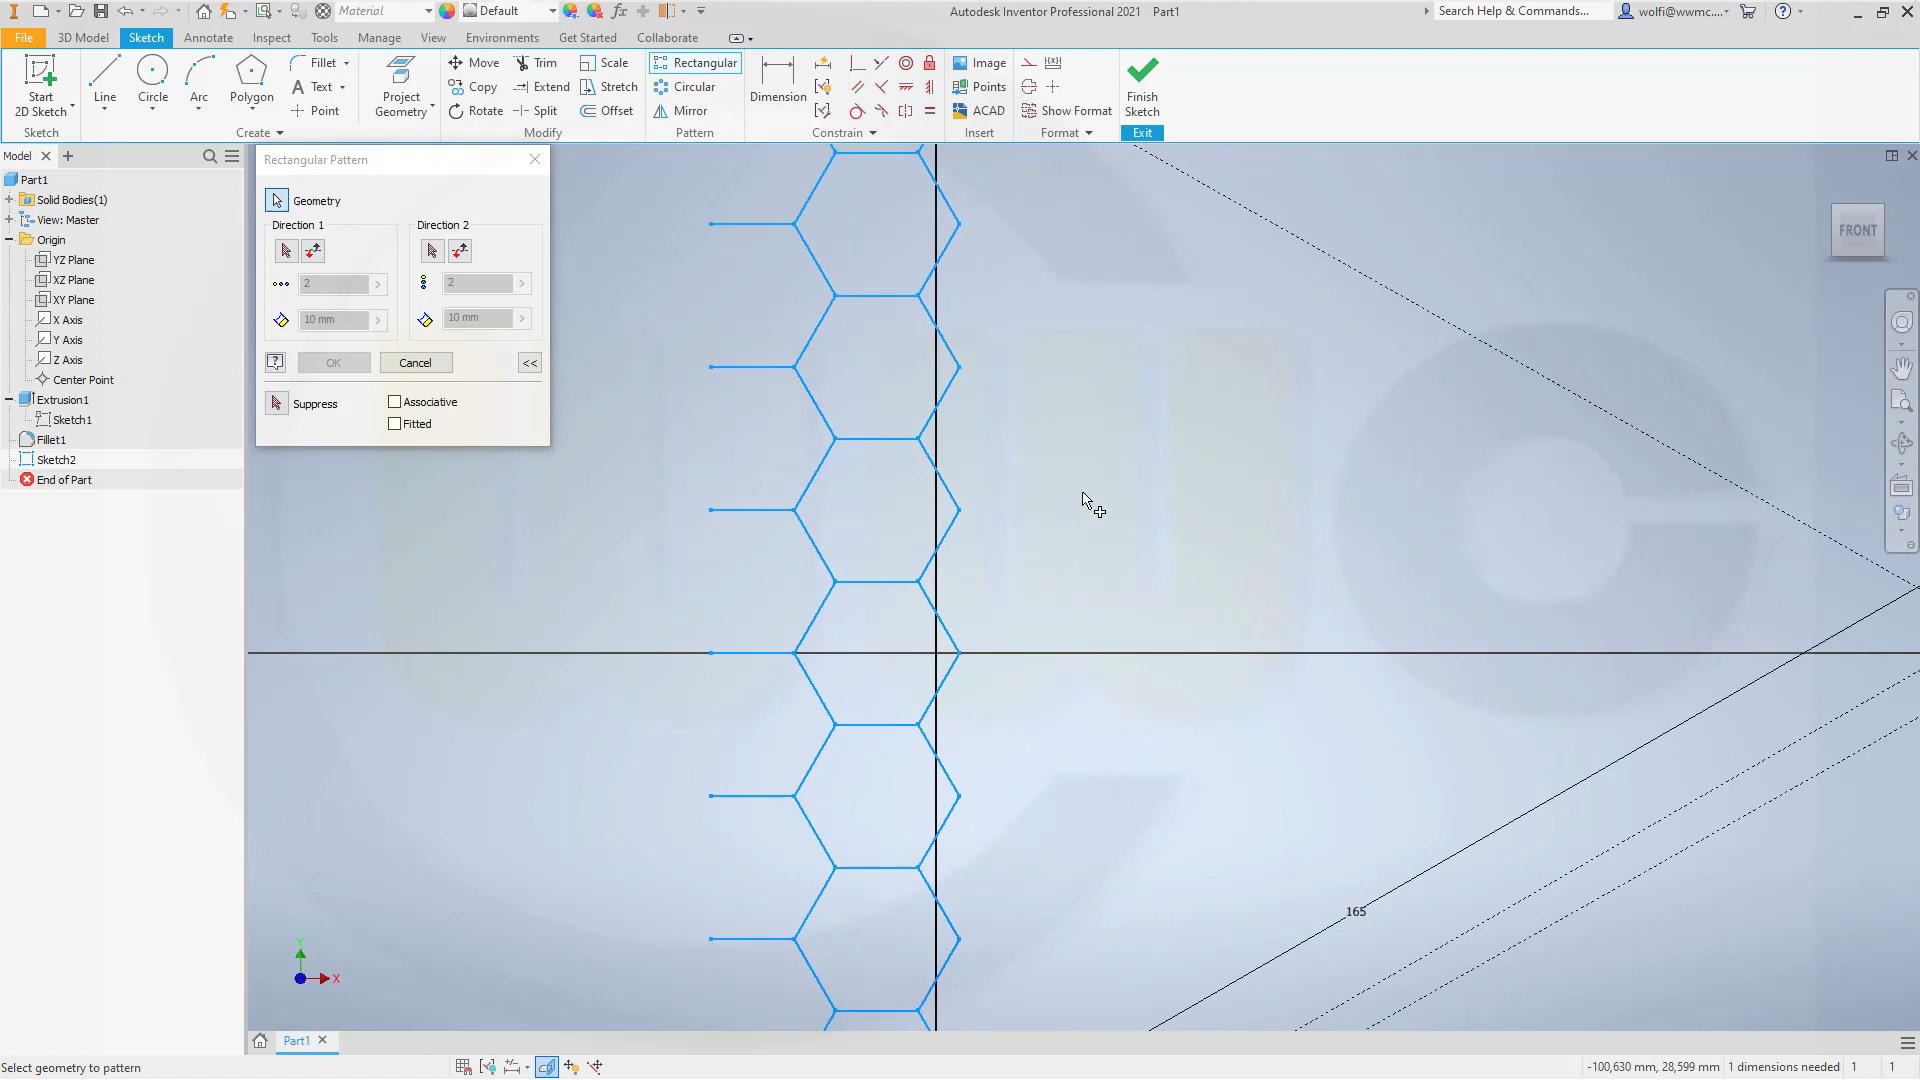 Material
Default
Autodesk Inventor Professional 2021 Part1
Search Help & Commands...
wolfi@wwmc....
File 3D Model Sketch Annotate Inspect Tools Manage View Environments Get Started Collaborate
Start
2D Sketch
Line
Circle
Arc
Polygon
Fillet
Text
Point
Project
Geometry
Move
Copy
Rotate
Trim
Extend
Split
Scale
Stretch
Offset
Rectangular
Circular
Mirror
Dimension
Image
Points
ACAD
Show Format
Finish
Sketch
Sketch Create Modify Pattern Constrain Insert Format Exit
Model
Part1
Solid Bodies(1)
View: Master
Origin
YZ Plane
XZ Plane
XY Plane
X Axis
Y Axis
Z Axis
Center Point
Extrusion1
Sketch1
Fillet1
Sketch2
End of Part
Rectangular Pattern
Geometry
Direction 1
Direction 2
2
2
10 mm
10 mm
OK
Cancel
<<
Suppress
Associative
Fitted
FRONT
165
Y
X
Part1
Select geometry to pattern
-100,630 mm, 28,599 mm 1 dimensions needed 1 1